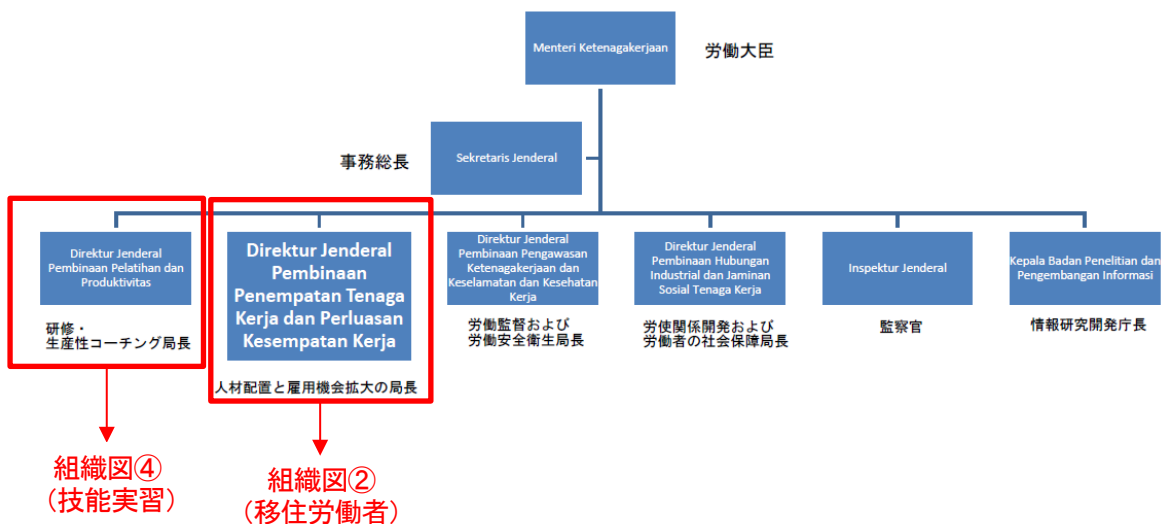 Menteri Ketenagakerjaan
労働大臣
事務総長
Sekretaris Jenderal
Direktur Jenderal
Pembinaan Pelatihan dan
Produktivitas
研修・
生産性コーチング局長
Direktur Jenderal
Pembinaan
Penempatan Tenaga
Kerja dan Perluasan
Kesempatan Kerja
人材配置と雇用機会拡大の局長
Direktur Jenderal
Pembinaan Pengawasan
Ketenagakerjaan dan
Keselamatan dan Kesehatan
Kerja
労働監督および
労働安全衛生局長
Direktur Jenderal
Pembinaan Hubungan
Industrial dan Jaminan
Sosial Tenaga Kerja
労使関係開発および
労働者の社会保障局長
Inspektur Jenderal
監察官
Kepala Badan Penelitian dan
Pengembangan Informasi
情報研究開発庁長
組織図④
（技能実習）
組織図②
（移住労働者）